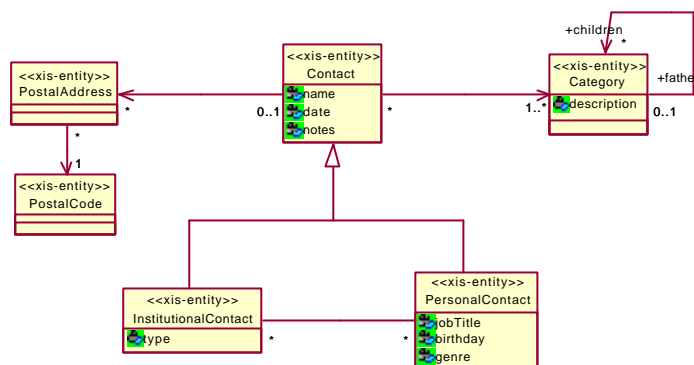 +children
*
<<xis-entity>>
Contact
name
date
notes
<<xis-entity>>
Category
description
+fathe
0..1
1..*
*
<<xis-entity>>
PostalAddress
*
0..1
*
1
<<xis-entity>>
PostalCode
<<xis-entity>>
InstitutionalContact
type
*
*
<<xis-entity>>
PersonalContact
jobTitle
birthday
genre